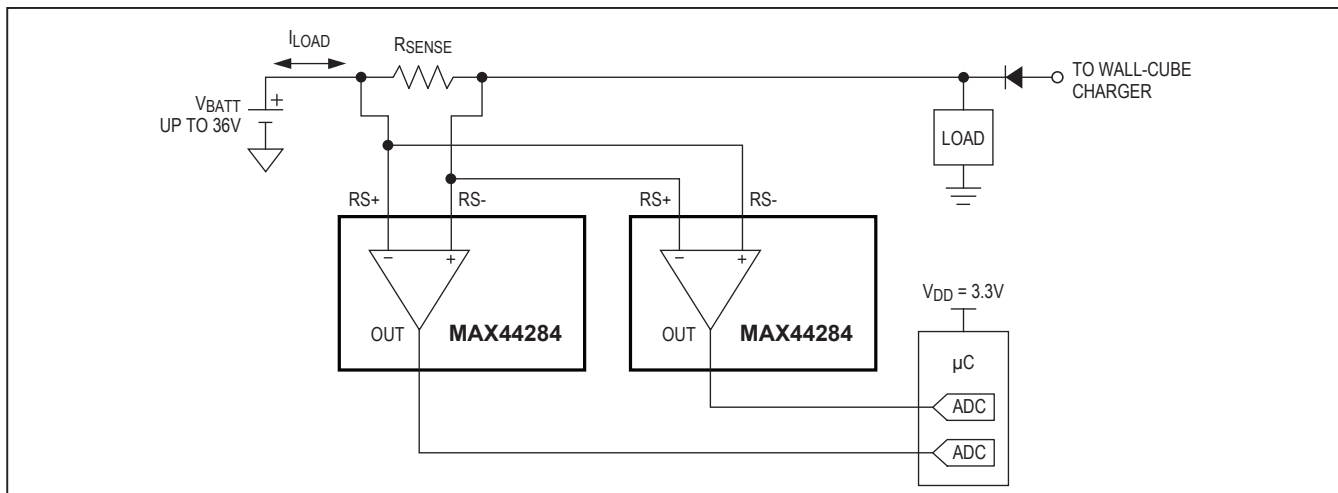 ILOAD
RSENSE
VBATT
UP TO 36V
+
TO WALL-CUBE
CHARGER
LOAD
RS+
RS-
RS+
RS-
− +
− +
OUT
MAX44284
OUT
MAX44284
VDD = 3.3V
µC
ADC
ADC